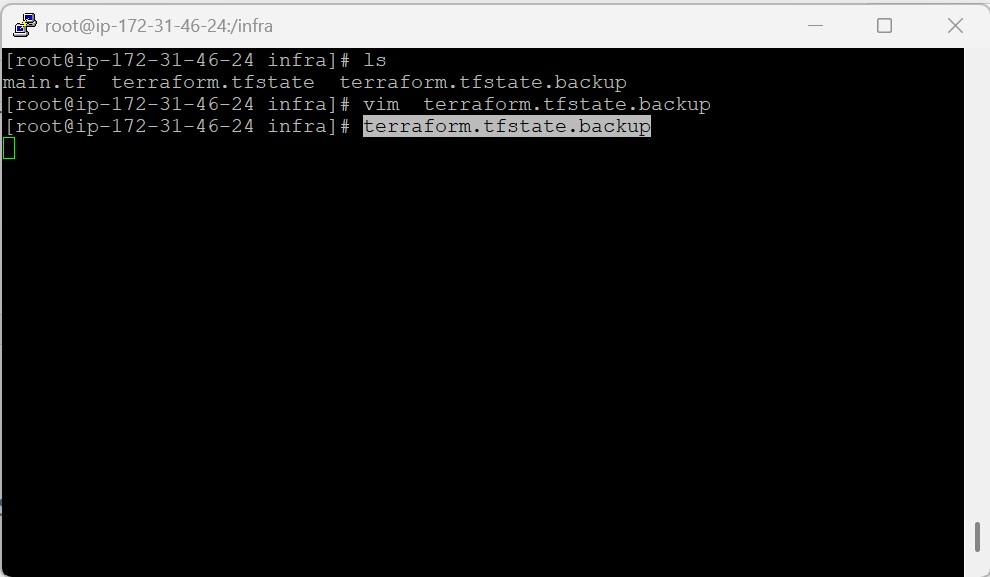 root@ip-172-31-46-24:/infra
[root@ip-172-31-46-24 infra]# ls
main.tf  terraform.tfstate  terraform.tfstate.backup
[root@ip-172-31-46-24 infra]# vim  terraform.tfstate.backup
[root@ip-172-31-46-24 infra]# terraform.tfstate.backup